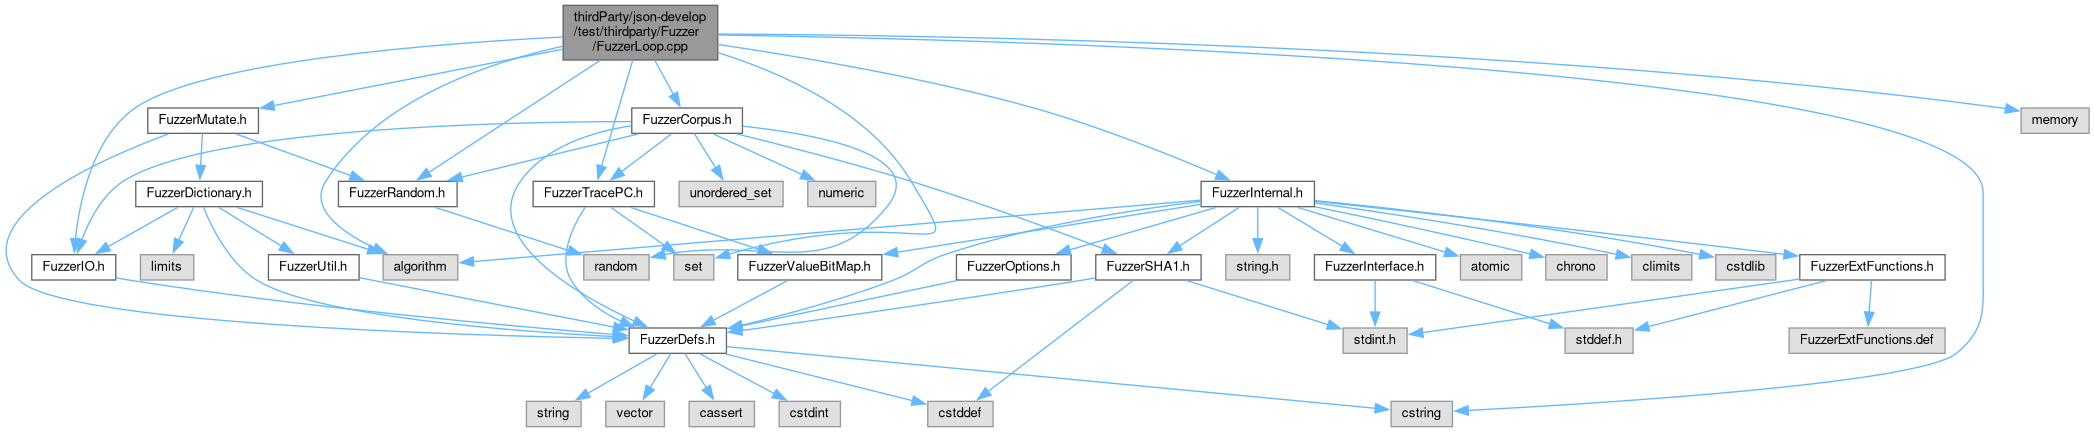 thirdParty/json-develop
/test/thirdparty/Fuzzer
/FuzzerLoop.cpp
FuzzerMutate.h
FuzzerCorpus.h
memory
FuzzerDictionary.h
FuzzerRandom.h
FuzzerTracePC.h
unordered_set
numeric
FuzzerInternal.h
FuzzerIO.h
limits
FuzzerUtil.h
algorithm
random
set
FuzzerValueBitMap.h
FuzzerOptions.h
FuzzerSHA1.h
string.h
FuzzerInterface.h
atomic
chrono
climits
cstdlib
FuzzerExtFunctions.h
FuzzerDefs.h
stdint.h
stddef.h
FuzzerExtFunctions.def
string
vector
cassert
cstdint
cstddef
cstring